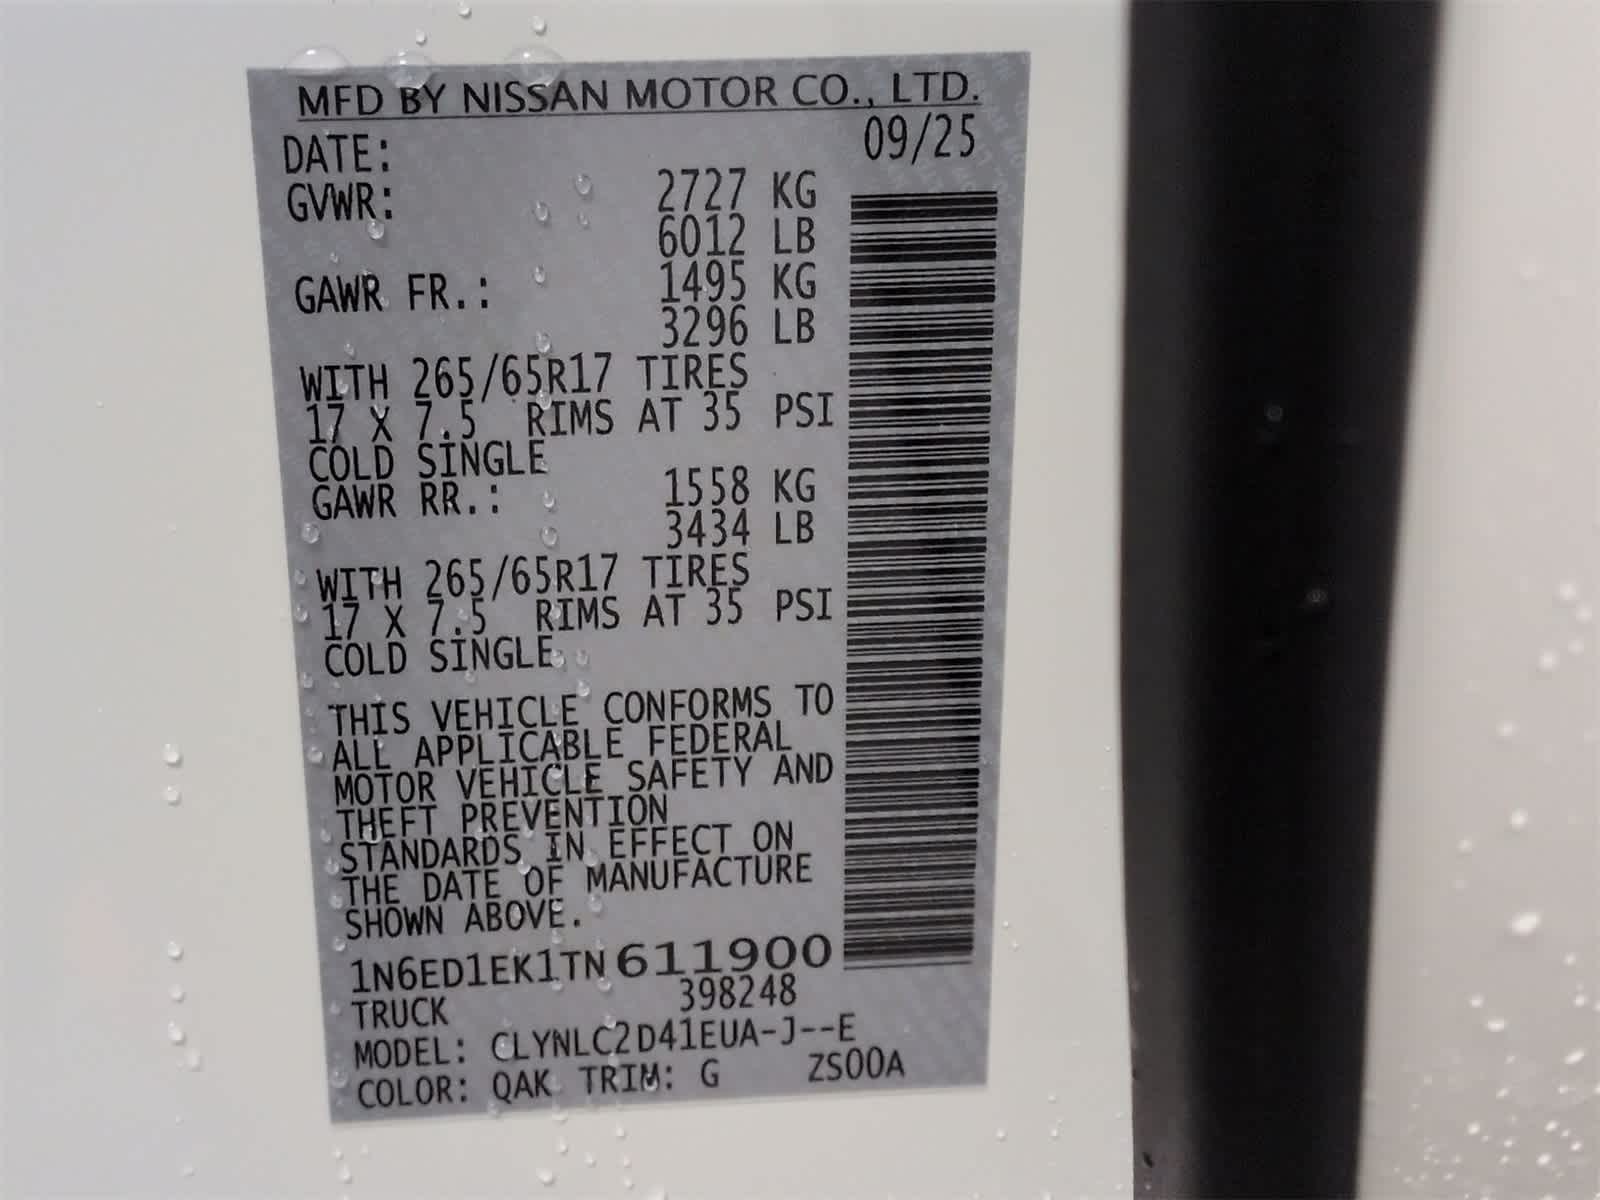 MFD BY NISSAN MOTOR CO., LTD.
DATE: 09/25
GVWR: 2727 KG
6012 LB
GAWR FR.: 1495 KG
3296 LB
WITH 265/65R17 TIRES
17 X 7.5 RIMS AT 35 PSI
COLD SINGLE
GAWR RR.: 1558 KG
3434 LB
WITH 265/65R17 TIRES
17 X 7.5 RIMS AT 35 PSI
COLD SINGLE
THIS VEHICLE CONFORMS TO
ALL APPLICABLE FEDERAL
MOTOR VEHICLE SAFETY AND
THEFT PREVENTION
STANDARDS IN EFFECT ON
THE DATE OF MANUFACTURE
SHOWN ABOVE.
1N6ED1EK1TN611900
TRUCK 398248
MODEL: CLYNLC2D41EUA-J--E
COLOR: QAK TRIM: G ZS00A